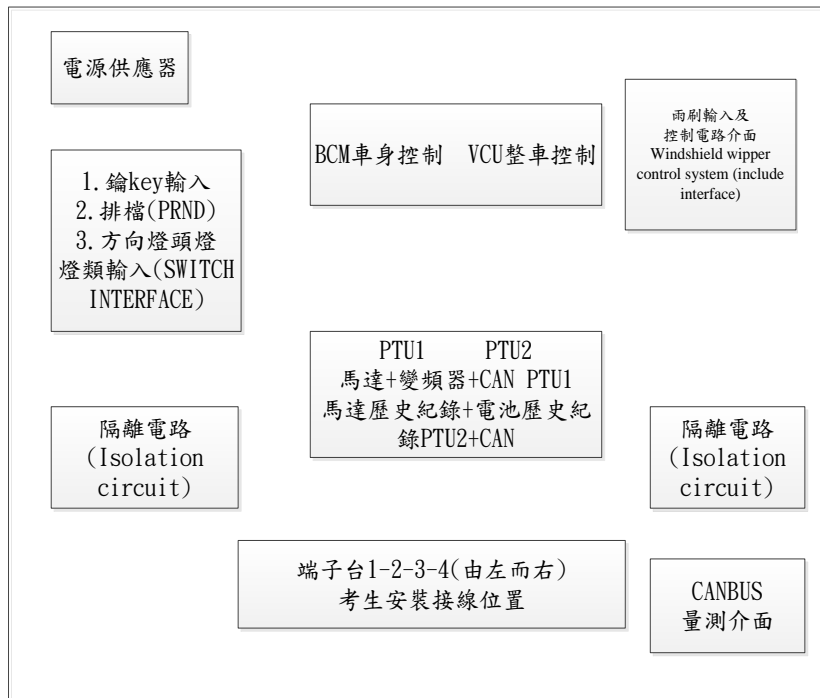 電源供應器
BCM車身控制 VCU整車控制
雨刷輸入及
控制電路介面
Windshield wipper
control system (include
interface)
1.鑰key輸入
2.排檔(PRND)
3.方向燈頭燈
燈類輸入(SWITCH
INTERFACE)
PTU1 PTU2
馬達+變頻器+CAN PTU1
馬達歷史紀錄+電池歷史紀
錄PTU2+CAN
隔離電路
(Isolation
circuit)
隔離電路
(Isolation
circuit)
端子台1-2-3-4(由左而右)
考生安裝接線位置
CANBUS
量測介面